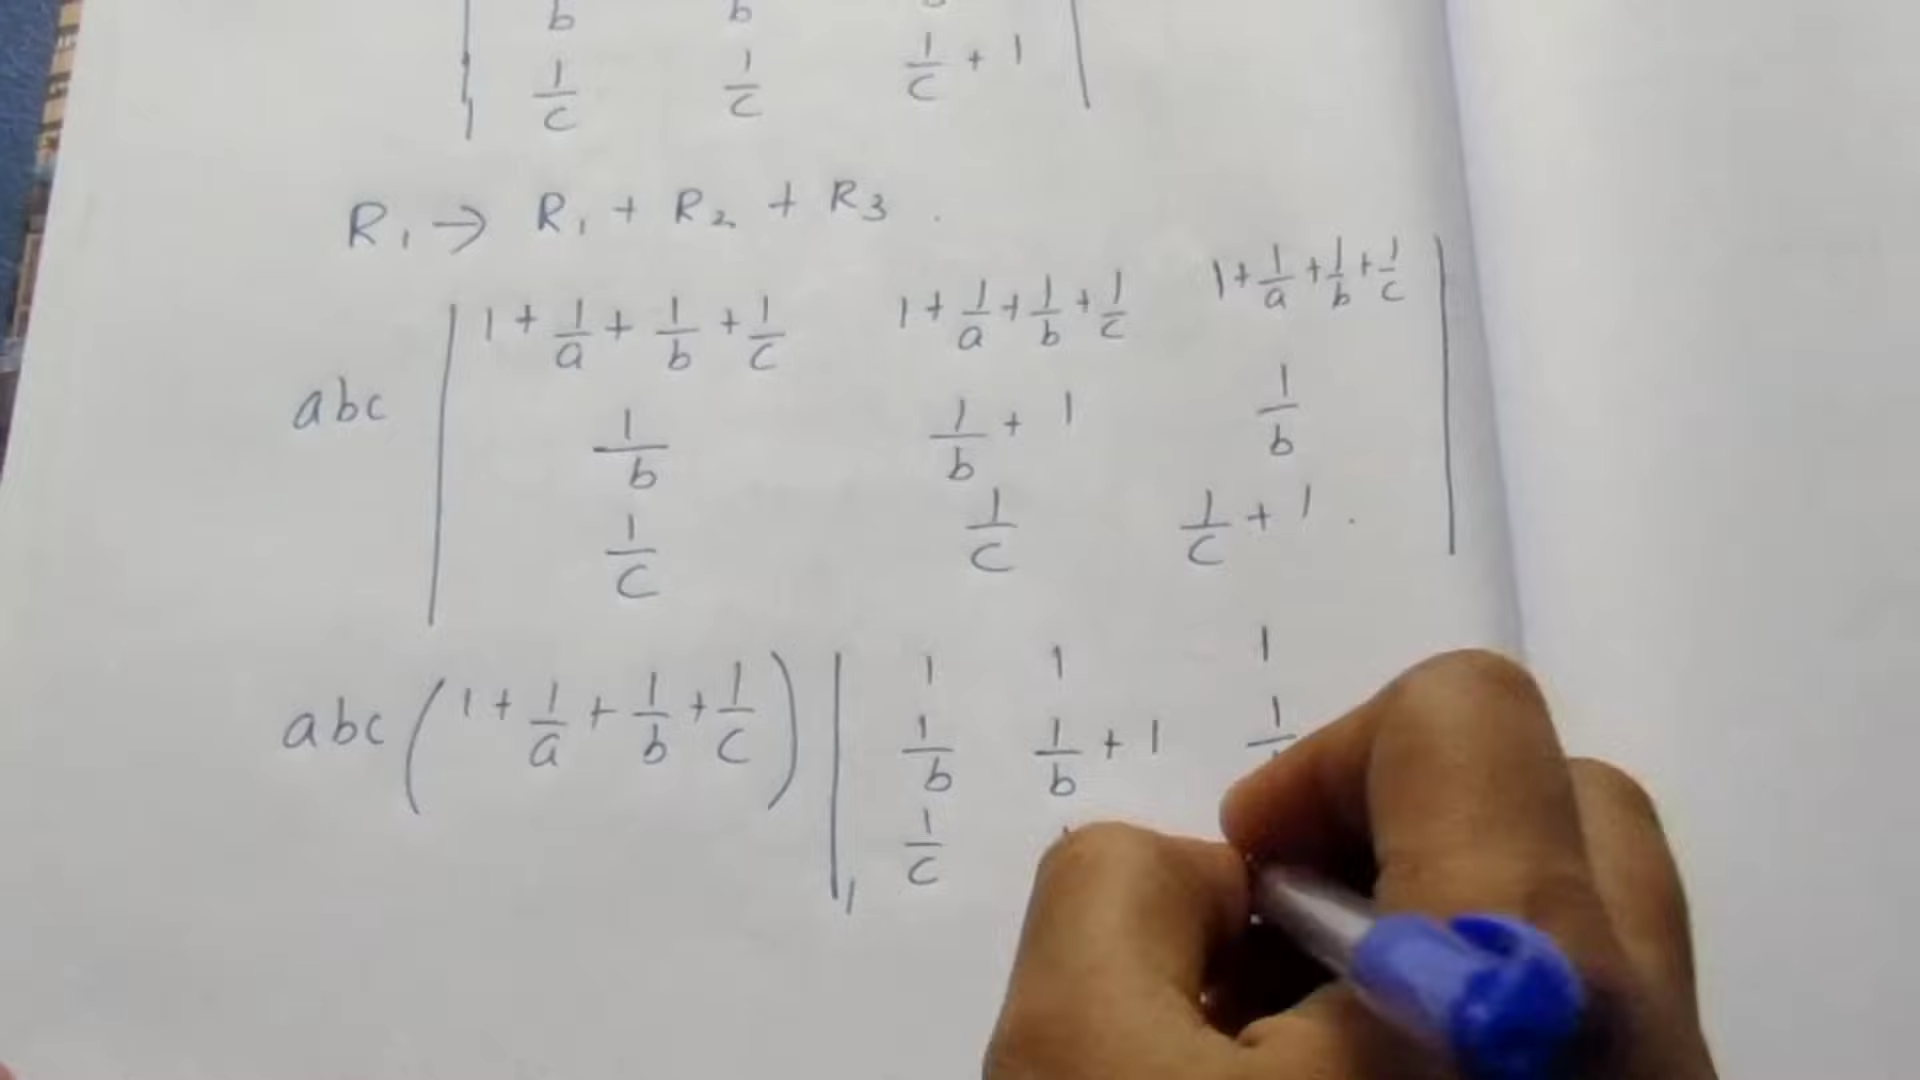 b b
1/c 1/c 1/c + 1
R1 → R1 + R2 + R3 .
abc | 1 + 1/a + 1/b + 1/c 1 + 1/a + 1/b + 1/c 1 + 1/a + 1/b + 1/c |
1/b 1/b + 1 1/b
1/c 1/c 1/c + 1 .
abc ( 1 + 1/a + 1/b + 1/c ) | 1 1 1
1/b 1/b + 1
1/c